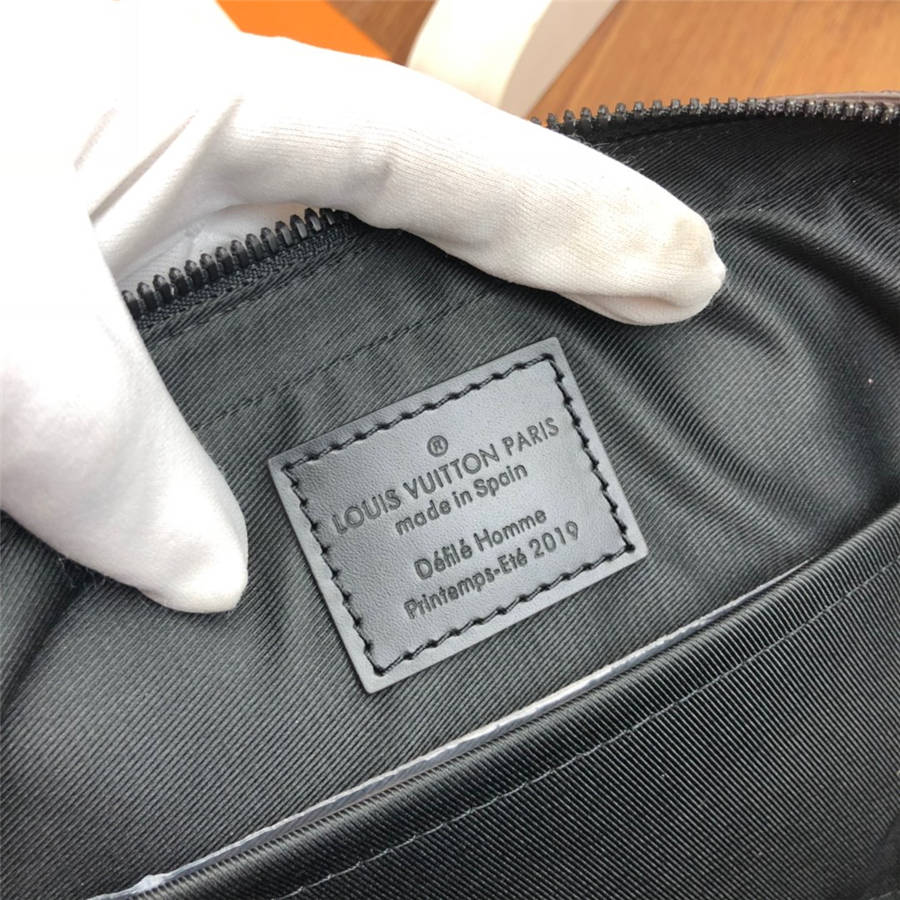 ®
LOUIS VUITTON PARIS
made in Spain
Défilé Homme
Printemps-Eté 2019